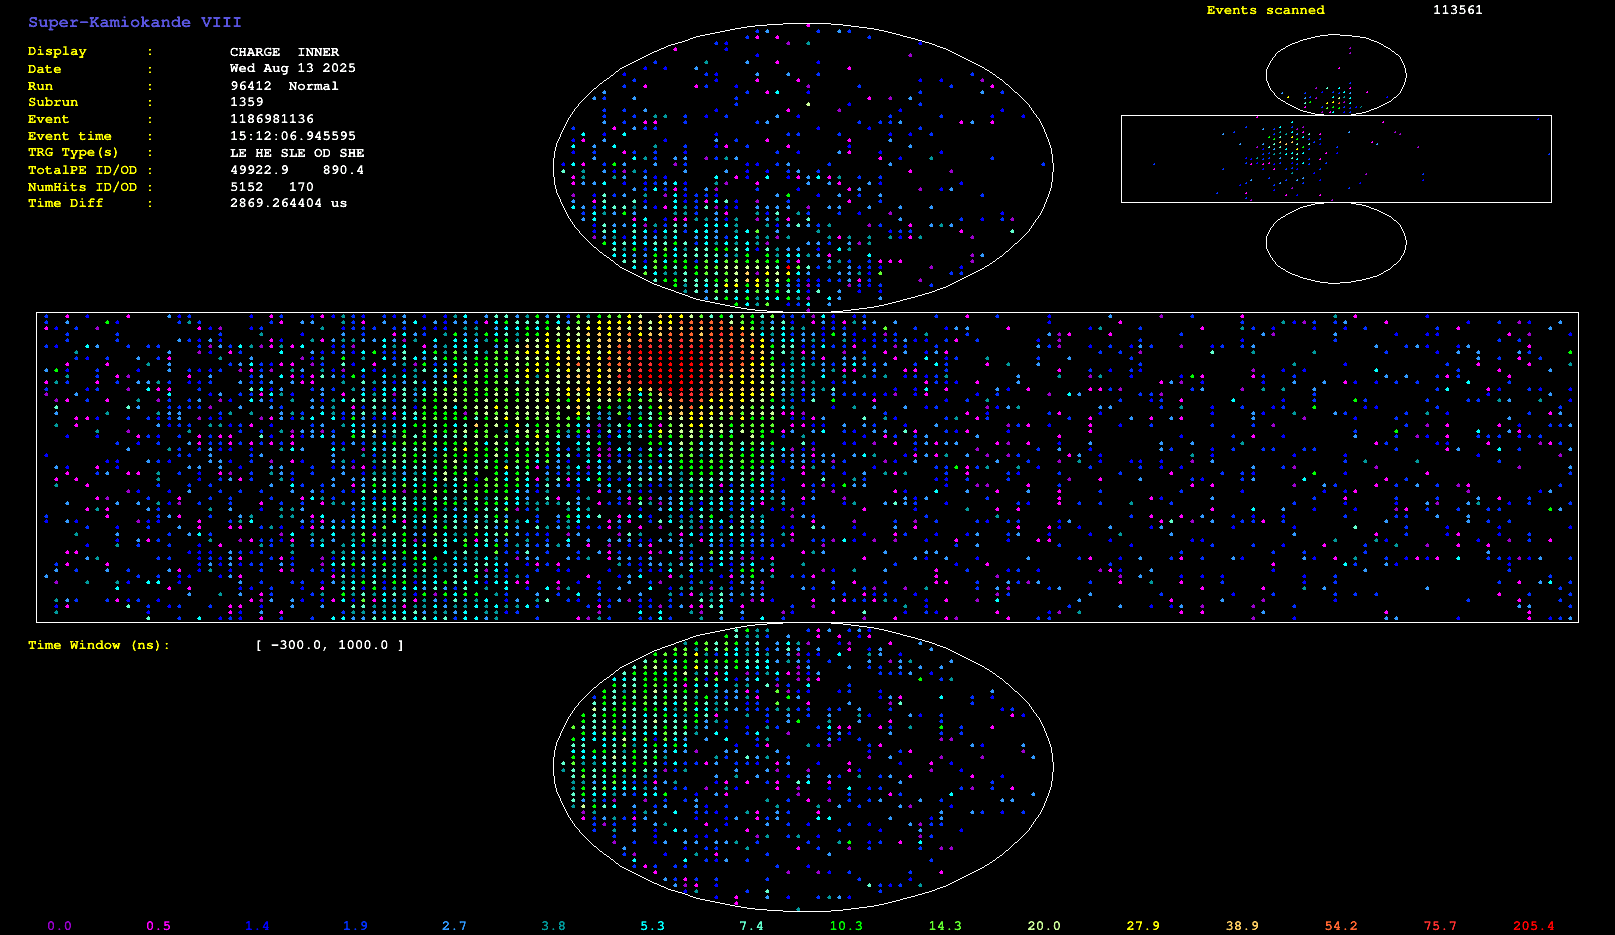 Super-Kamiokande VIII
Events scanned 113561
Display : CHARGE INNER
Date : Wed Aug 13 2025
Run : 96412 Normal
Subrun : 1359
Event : 1186981136
Event time : 15:12:06.945595
TRG Type(s) : LE HE SLE OD SHE
TotalPE ID/OD : 49922.9 890.4
NumHits ID/OD : 5152 170
Time Diff : 2869.264404 us
Time Window (ns): [ -300.0, 1000.0 ]
0.0 0.5 1.4 1.9 2.7 3.8 5.3 7.4 10.3 14.3 20.0 27.9 38.9 54.2 75.7 205.4